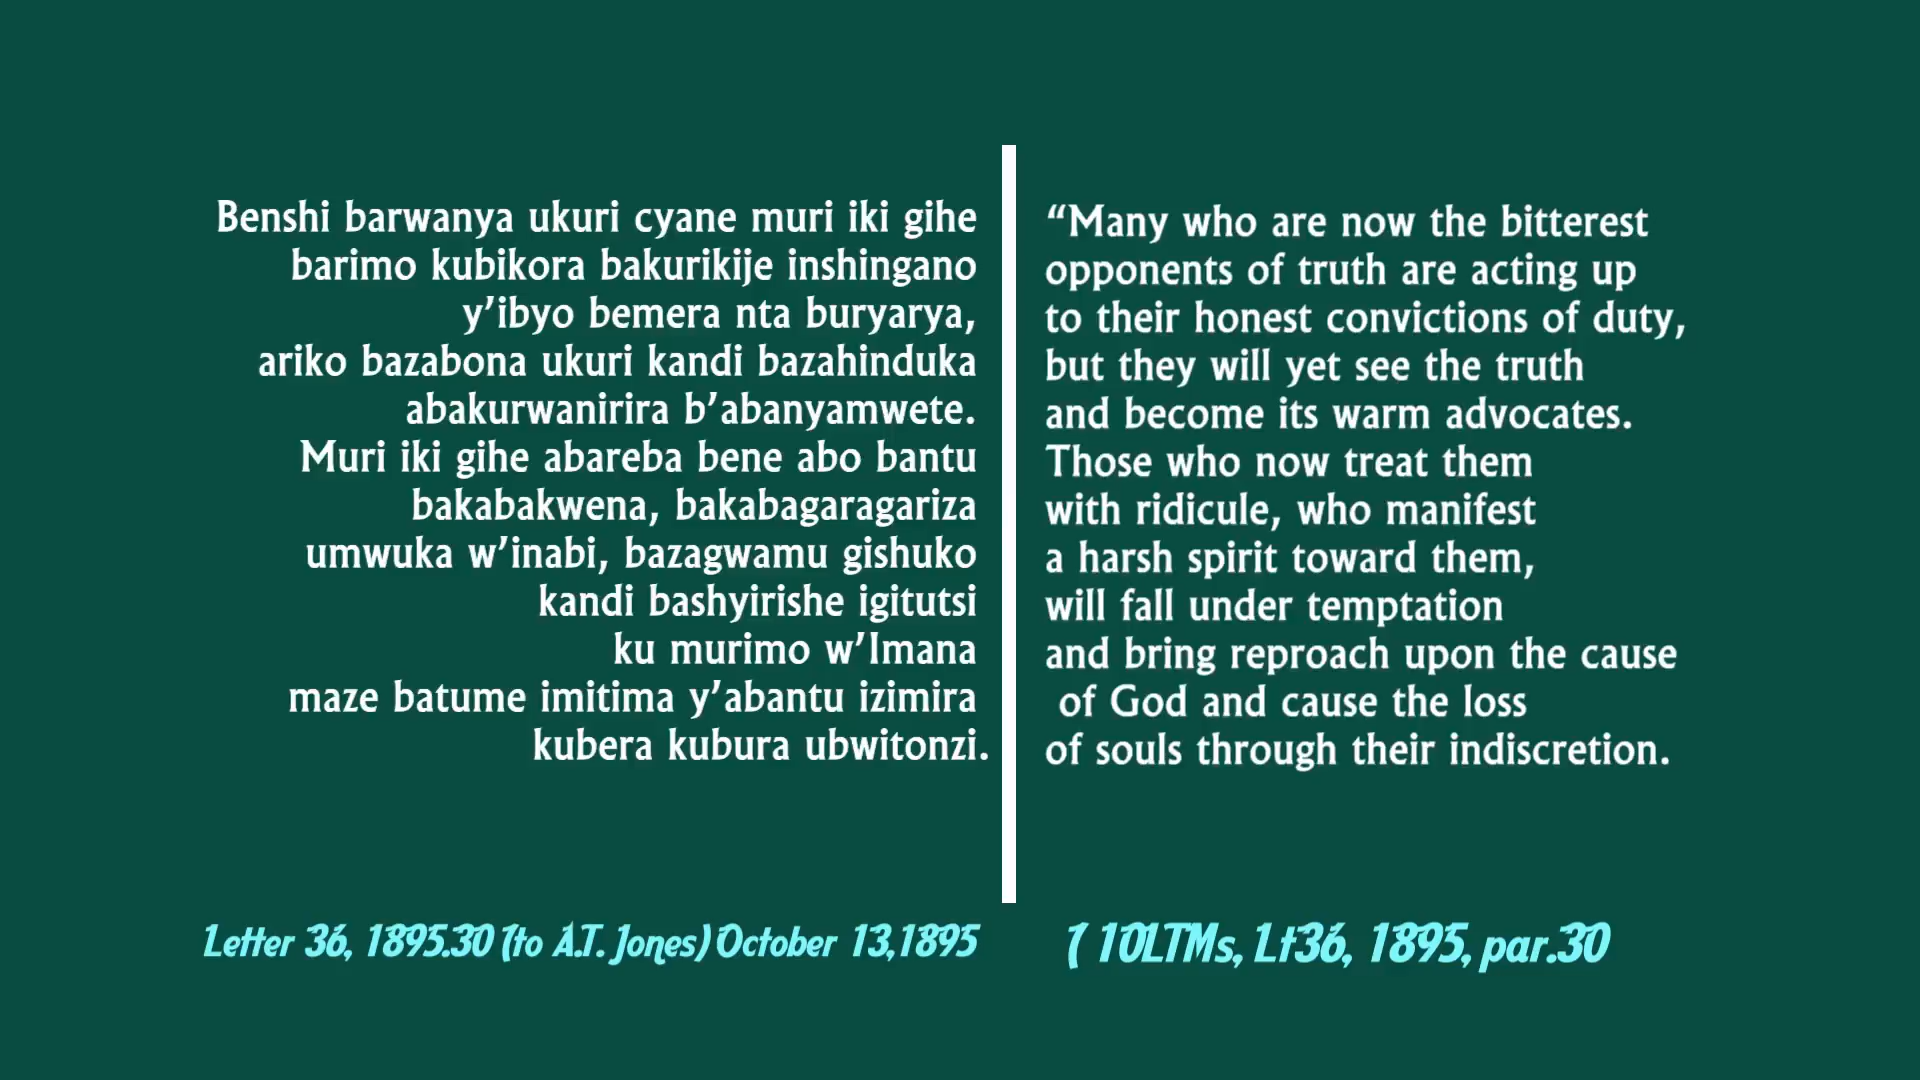 Benshi barwanya ukuri cyane muri iki gihe
barimo kubikora bakurikije inshingano
y’ibyo bemera nta buryarya,
ariko bazabona ukuri kandi bazahinduka
abakurwanirira b’abanyamwete.
Muri iki gihe abareba bene abo bantu
bakabakwena, bakabagaragariza
umwuka w’inabi, bazagwamu gishuko
kandi bashyirishe igitutsi
ku murimo w’Imana
maze batume imitima y’abantu izimira
kubera kubura ubwitonzi.
Letter 36, 1895.30 (to A.T. Jones) October 13,1895
“Many who are now the bitterest
opponents of truth are acting up
to their honest convictions of duty,
but they will yet see the truth
and become its warm advocates.
Those who now treat them
with ridicule, who manifest
a harsh spirit toward them,
will fall under temptation
and bring reproach upon the cause
of God and cause the loss
of souls through their indiscretion.
( 10LTMs, Lt36, 1895, par.30